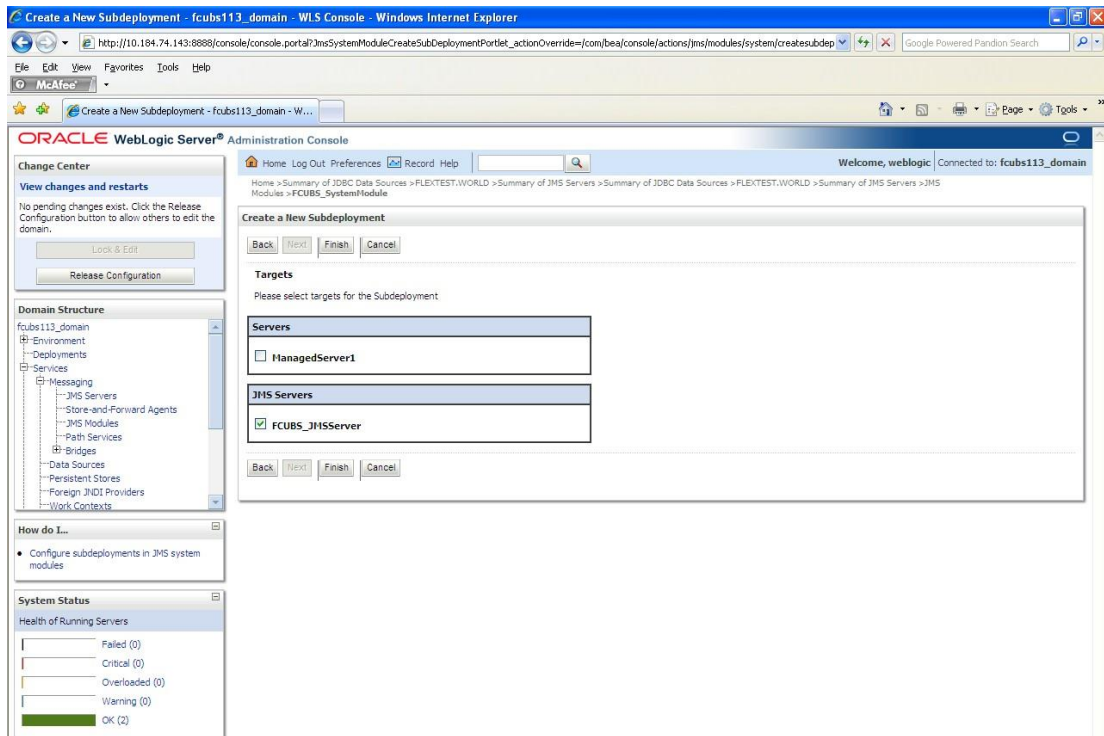 Create a New Subdeployment - fcubs113_domain - WLS Console - Windows Internet Explorer
http://10.184.74.143:8888/console/console.portal?JmsSystemModuleCreateSubDeploymentPortlet_actionOverride=/com/bea/console/actions/jms/modules/system/createsubdep
Google Powered Pandion Search
File Edit View Favorites Tools Help
McAfee
Create a New Subdeployment - fcubs113_domain - W...
Page Tools
ORACLE WebLogic Server® Administration Console
Change Center
View changes and restarts
No pending changes exist. Click the Release
Configuration button to allow others to edit the
domain.
Lock & Edit
Release Configuration
Domain Structure
fcubs113_domain
Environment
Deployments
Services
Messaging
JMS Servers
Store-and-Forward Agents
JMS Modules
Path Services
Bridges
Data Sources
Persistent Stores
Foreign JNDI Providers
Work Contexts
How do I...
Configure subdeployments in JMS system
modules
System Status
Health of Running Servers
Failed (0)
Critical (0)
Overloaded (0)
Warning (0)
OK (2)
Home Log Out Preferences Record Help
Welcome, weblogic Connected to: fcubs113_domain
Home >Summary of JDBC Data Sources >FLEXTEST.WORLD >Summary of JMS Servers >Summary of JDBC Data Sources >FLEXTEST.WORLD >Summary of JMS Servers >JMS
Modules >FCUBS_SystemModule
Create a New Subdeployment
Back Next Finish Cancel
Targets
Please select targets for the Subdeployment
Servers
ManagedServer1
JMS Servers
FCUBS_JMSServer
Back Next Finish Cancel